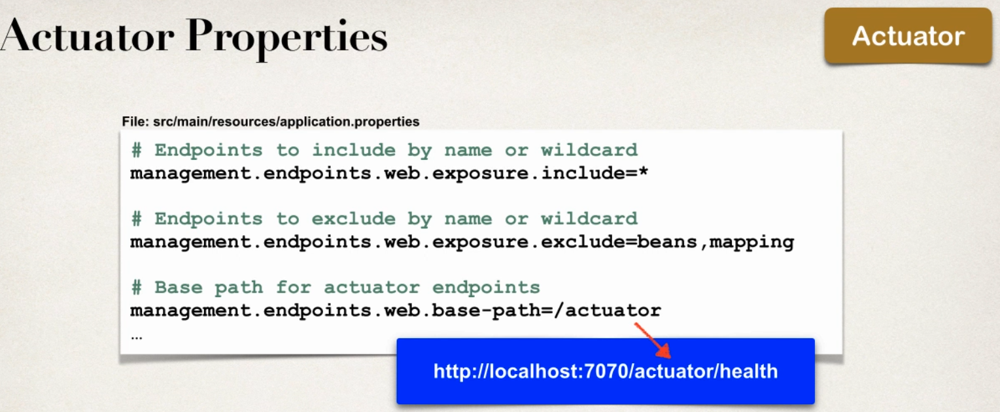 Actuator Properties
Actuator
File: src/main/resources/application.properties
# Endpoints to include by name or wildcard
management.endpoints.web.exposure.include=*
# Endpoints to exclude by name or wildcard
management.endpoints.web.exposure.exclude=beans,mapping
# Base path for actuator endpoints
management.endpoints.web.base-path=/actuator
...
http://localhost:7070/actuator/health